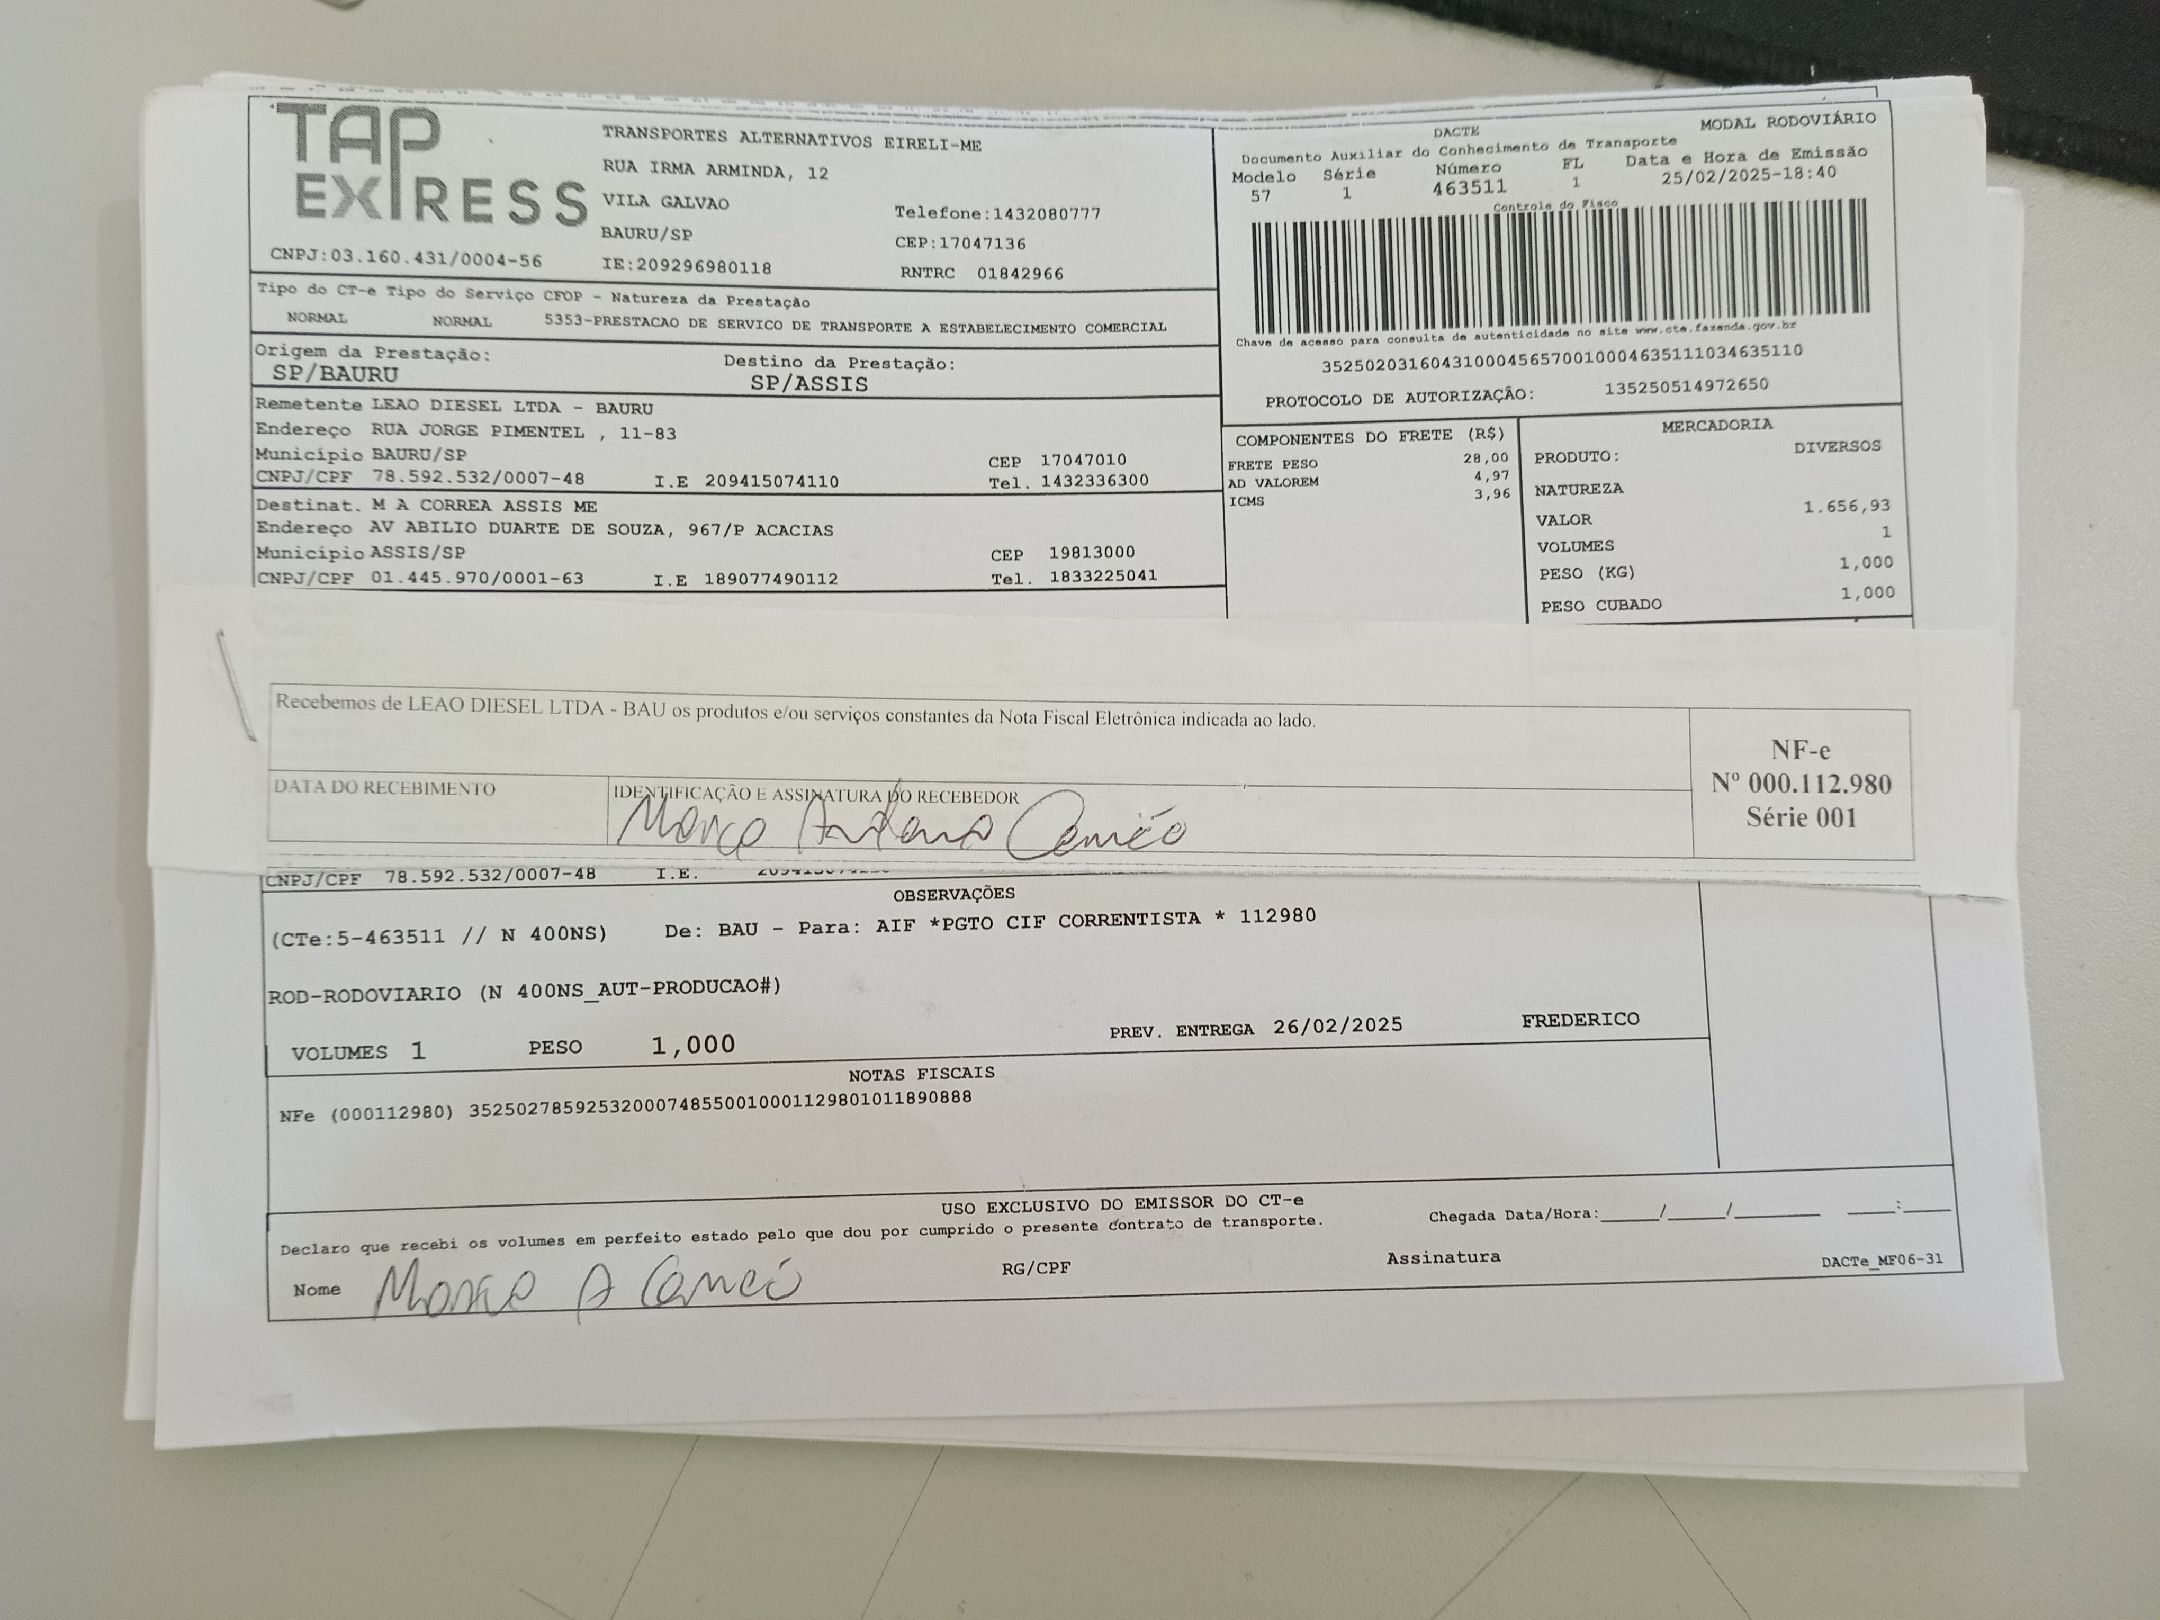 TAP EXPRESS
TRANSPORTES ALTERNATIVOS EIRELI-ME
RUA IRMA ARMINDA, 12
VILA GALVAO
Telefone:1432080777
BAURU/SP
CEP:17047136
CNPJ:03.160.431/0004-56
IE:209296980118
RNTRC 01842966
DACTE
MODAL RODOVIÁRIO
Documento Auxiliar do Conhecimento de Transporte
Modelo Série Número FL Data e Hora de Emissão
57 1 463511 1 25/02/2025-18:40
Controle do Fisco
Chave de acesso para consulta de autenticidade no site www.cte.fazenda.gov.br
35250203160431000456570010004635111034635110
PROTOCOLO DE AUTORIZAÇÃO: 135250514972650
Tipo do CT-e Tipo do Serviço CFOP - Natureza da Prestação
NORMAL NORMAL 5353-PRESTACAO DE SERVICO DE TRANSPORTE A ESTABELECIMENTO COMERCIAL
Origem da Prestação: Destino da Prestação:
SP/BAURU SP/ASSIS
Remetente LEAO DIESEL LTDA - BAURU
Endereço RUA JORGE PIMENTEL , 11-83
Município BAURU/SP CEP 17047010
CNPJ/CPF 78.592.532/0007-48 I.E 209415074110 Tel. 1432336300
Destinat. M A CORREA ASSIS ME
Endereço AV ABILIO DUARTE DE SOUZA, 967/P ACACIAS
Município ASSIS/SP CEP 19813000
CNPJ/CPF 01.445.970/0001-63 I.E 189077490112 Tel. 1833225041
COMPONENTES DO FRETE (R$)
FRETE PESO 28,00
AD VALOREM 4,97
ICMS 3,96
MERCADORIA
PRODUTO: DIVERSOS
NATUREZA
VALOR 1.656,93
VOLUMES 1
PESO (KG) 1,000
PESO CUBADO 1,000
Recebemos de LEAO DIESEL LTDA - BAU os produtos e/ou serviços constantes da Nota Fiscal Eletrônica indicada ao lado.
DATA DO RECEBIMENTO
IDENTIFICAÇÃO E ASSINATURA DO RECEBEDOR
Marco Antonio
NF-e
Nº 000.112.980
Série 001
CNPJ/CPF 78.592.532/0007-48 I.E.
OBSERVAÇÕES
(CTe:5-463511 // N 400NS) De: BAU - Para: AIF *PGTO CIF CORRENTISTA * 112980
ROD-RODOVIARIO (N 400NS_AUT-PRODUCAO#)
VOLUMES 1 PESO 1,000 PREV. ENTREGA 26/02/2025 FREDERICO
NOTAS FISCAIS
NFe (000112980) 35250278592532000748550010001129801011890888
USO EXCLUSIVO DO EMISSOR DO CT-e
Declaro que recebi os volumes em perfeito estado pelo que dou por cumprido o presente contrato de transporte.
Chegada Data/Hora:_____/_____/_______ ____:____
Nome Marco A
RG/CPF
Assinatura
DACTe_MF06-31